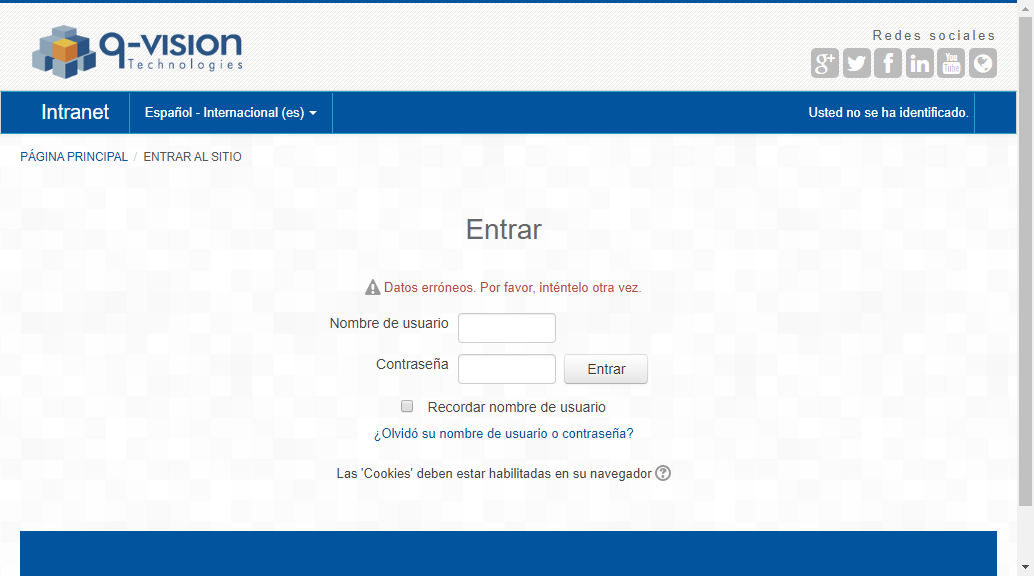 q-vision
Technologies
Redes sociales
g+
f
in
You
Tube
Intranet
Español - Internacional (es)
Usted no se ha identificado.
PÁGINA PRINCIPAL / ENTRAR AL SITIO
Entrar
Datos erróneos. Por favor, inténtelo otra vez.
Nombre de usuario
Contraseña
Entrar
Recordar nombre de usuario
¿Olvidó su nombre de usuario o contraseña?
Las 'Cookies' deben estar habilitadas en su navegador ?